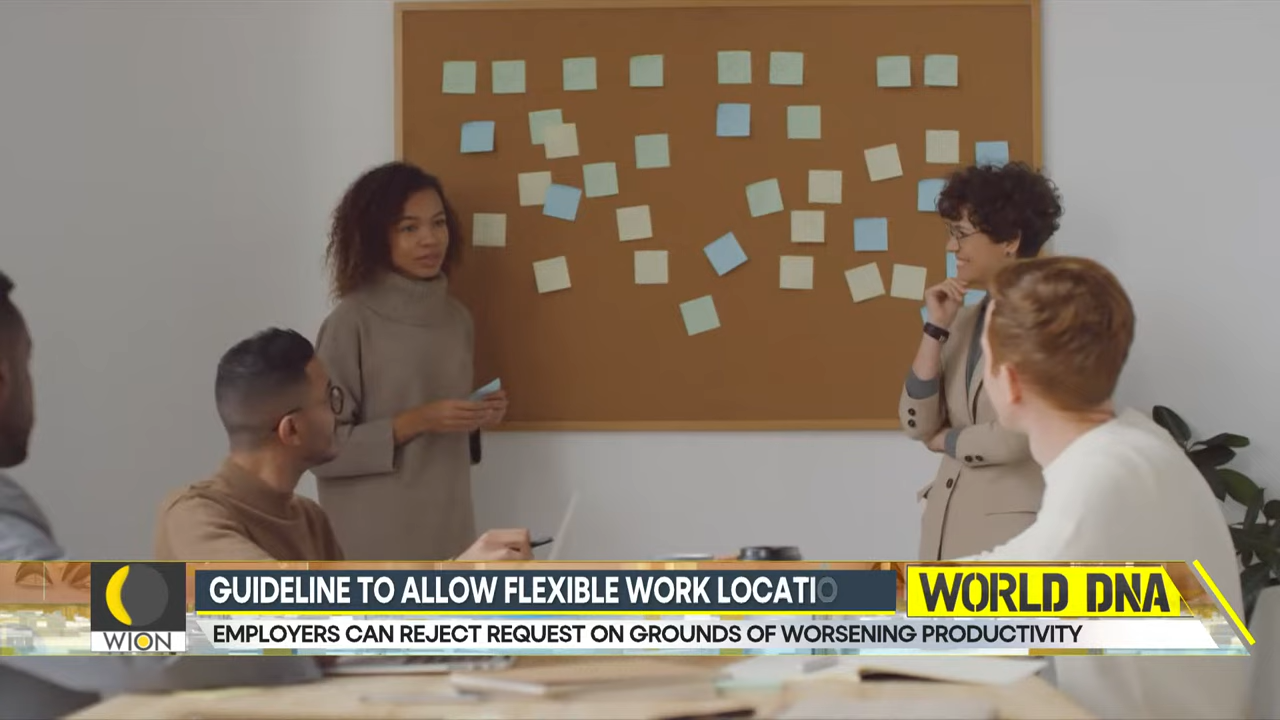 GUIDELINE TO ALLOW FLEXIBLE WORK LOCATIO
WORLD DNA
WION
EMPLOYERS CAN REJECT REQUEST ON GROUNDS OF WORSENING PRODUCTIVITY